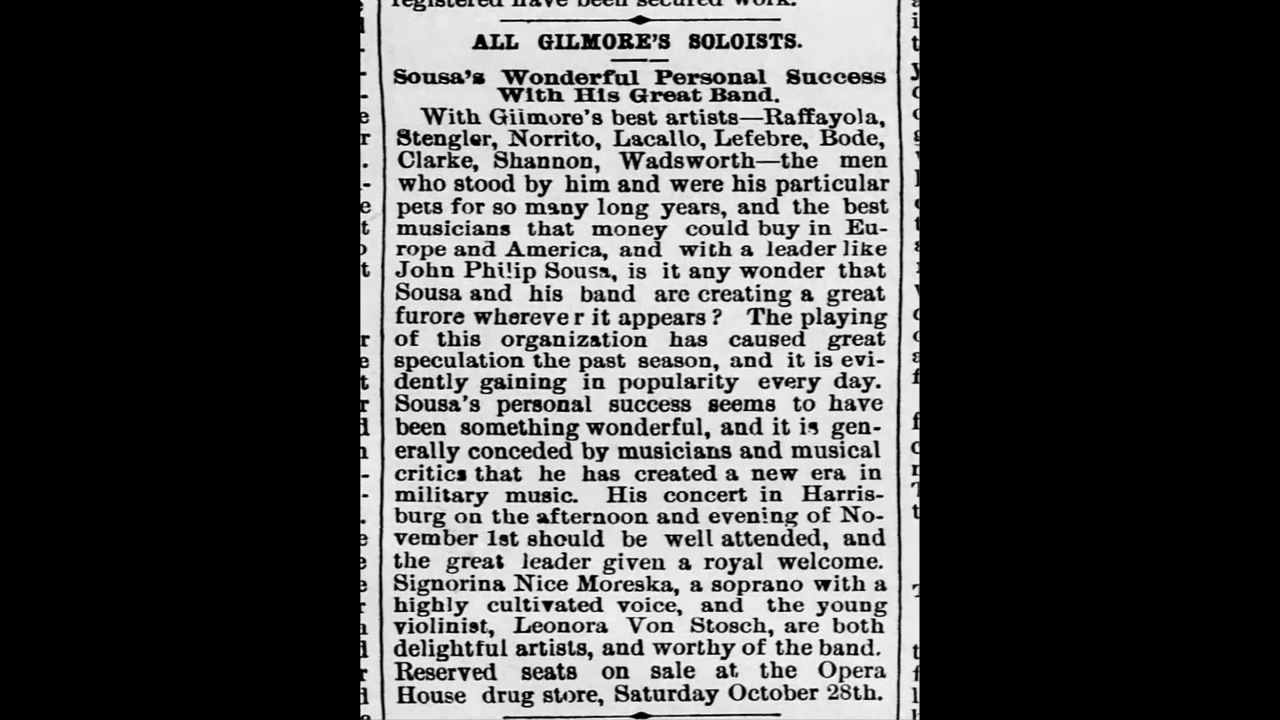 registered have been secured work.
ALL GILMORE'S SOLOISTS.
Sousa's Wonderful Personal Success
With His Great Band.
With Gilmore's best artists—Raffayola,
Stengler, Norrito, Lacallo, Lefebre, Bode,
Clarke, Shannon, Wadsworth—the men
who stood by him and were his particular
pets for so many long years, and the best
musicians that money could buy in Eu-
rope and America, and with a leader like
John Philip Sousa, is it any wonder that
Sousa and his band are creating a great
furore wherever it appears? The playing
of this organization has caused great
speculation the past season, and it is evi-
dently gaining in popularity every day.
Sousa's personal success seems to have
been something wonderful, and it is gen-
erally conceded by musicians and musical
critics that he has created a new era in
military music. His concert in Harris-
burg on the afternoon and evening of No-
vember 1st should be well attended, and
the great leader given a royal welcome.
Signorina Nice Moreska, a soprano with a
highly cultivated voice, and the young
violinist, Leonora Von Stosch, are both
delightful artists, and worthy of the band.
Reserved seats on sale at the Opera
House drug store, Saturday October 28th.